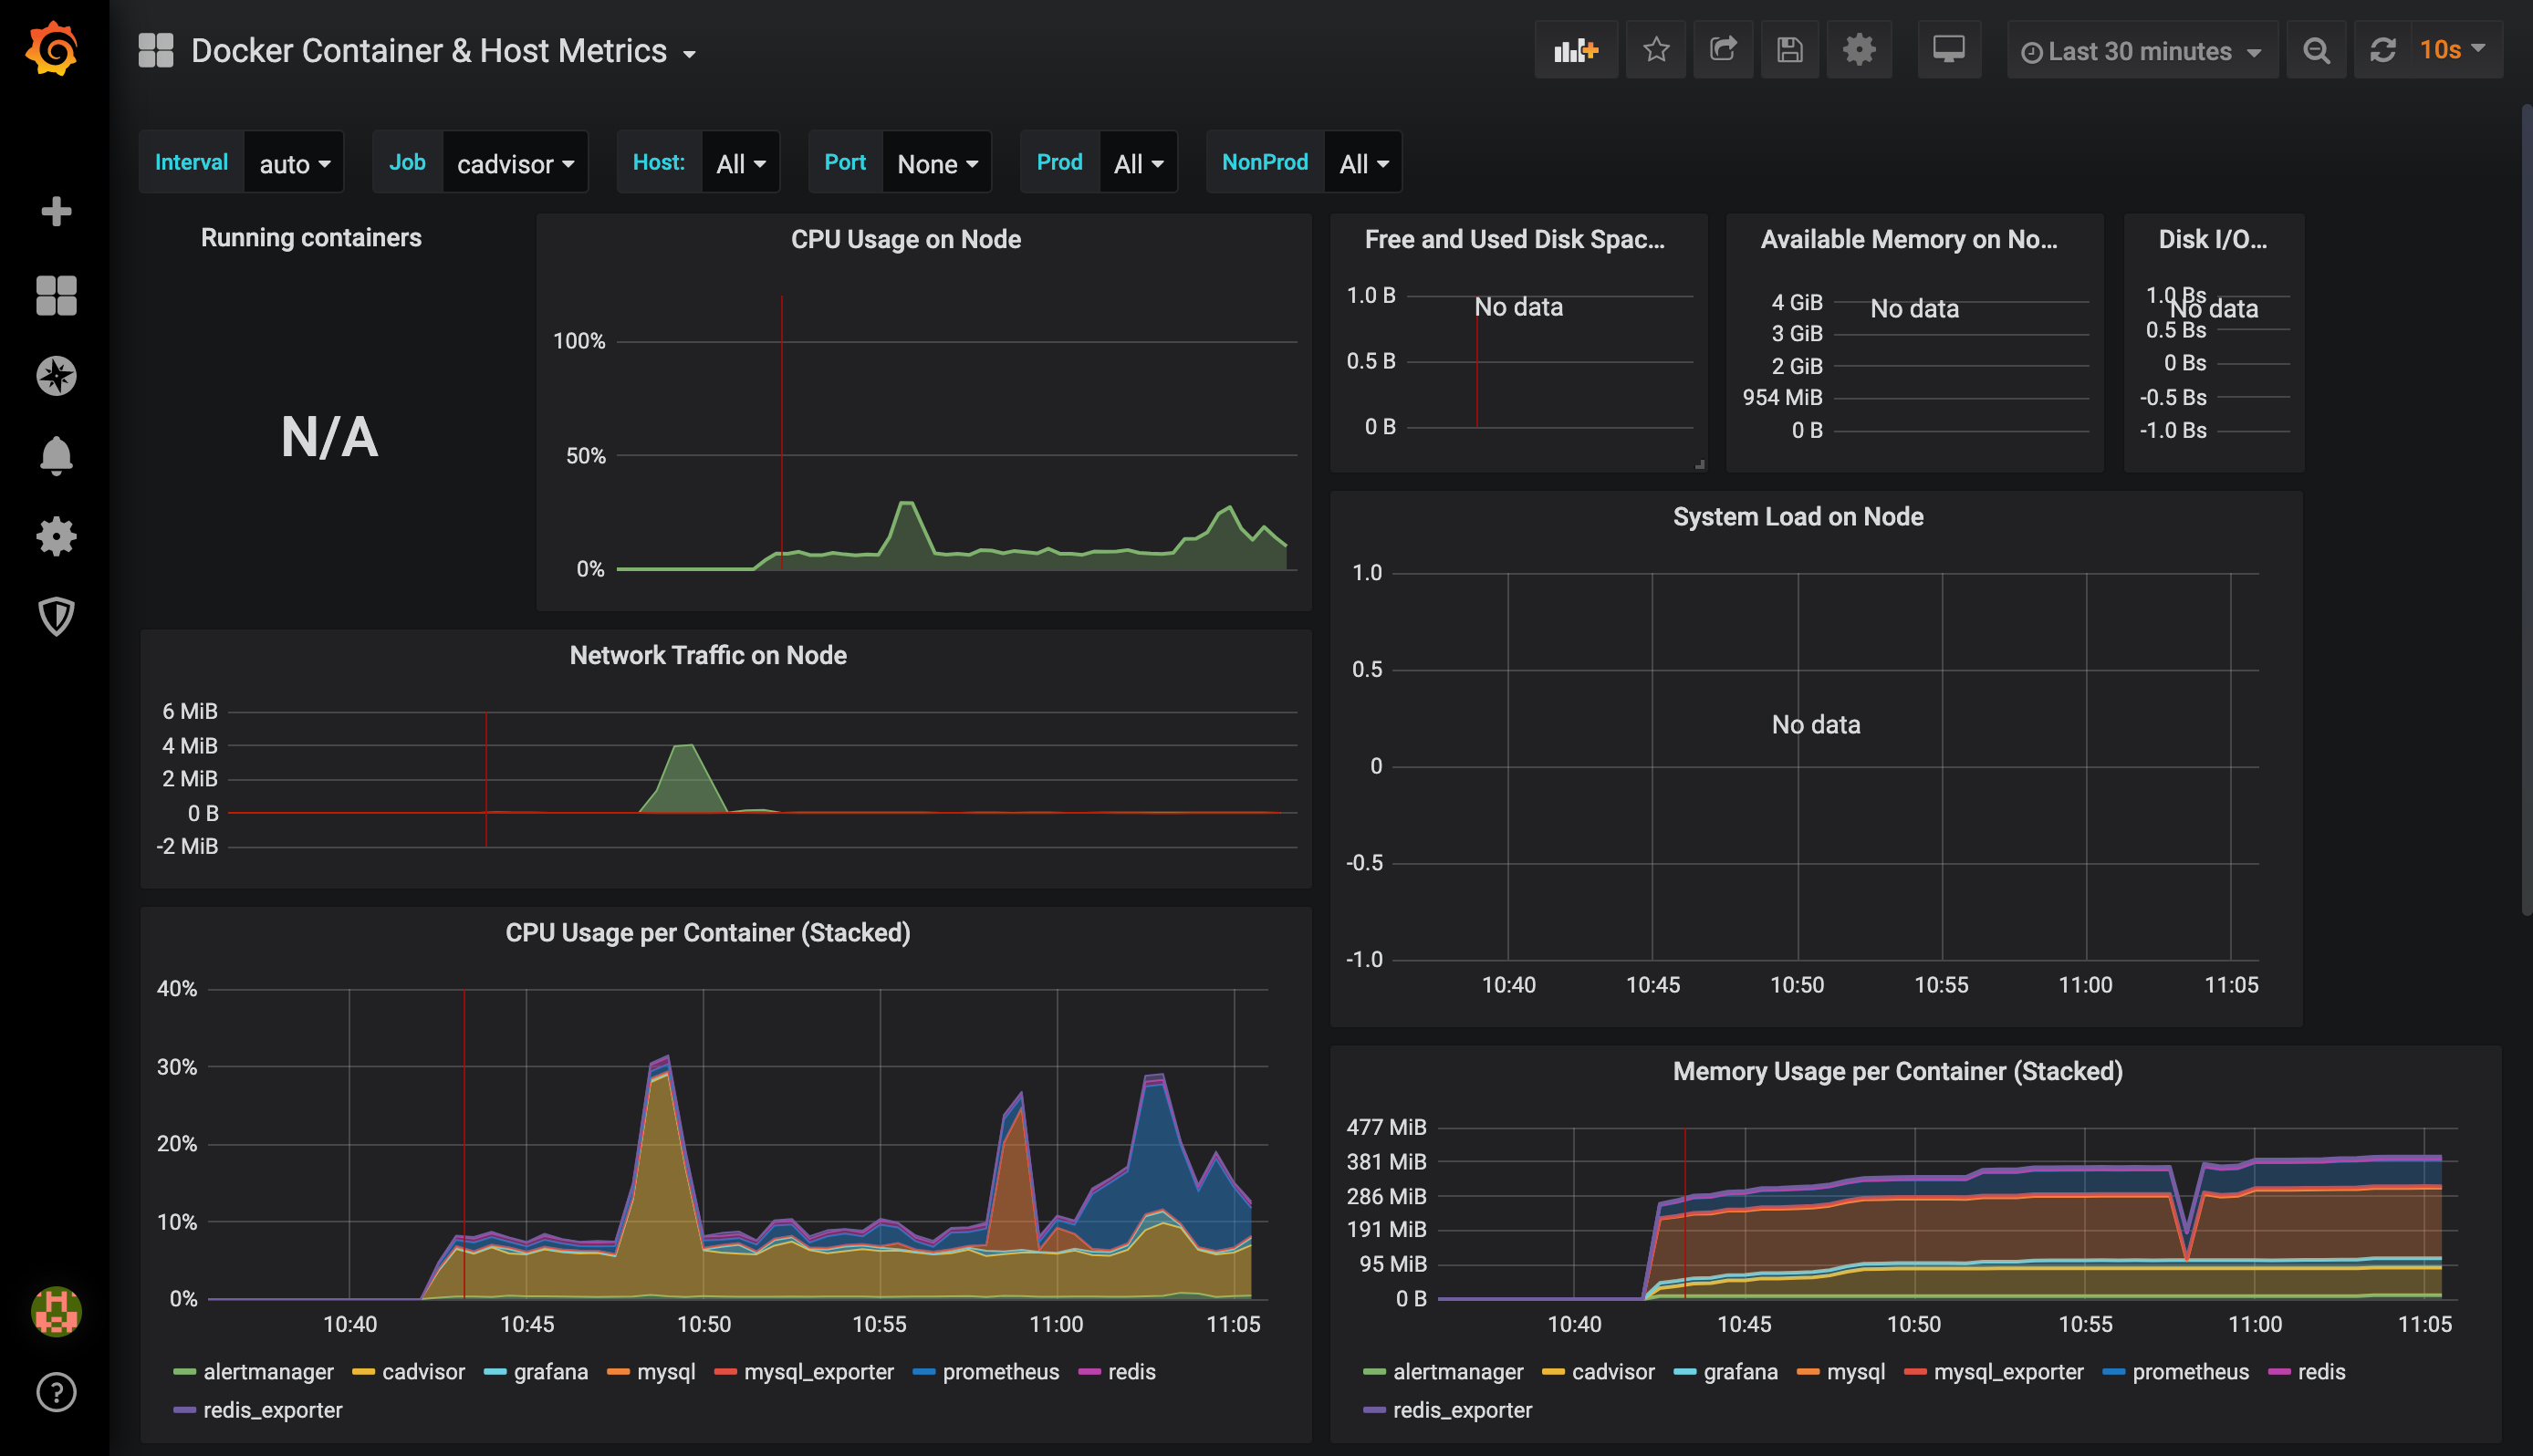 Docker Container & Host Metrics
Last 30 minutes
10s
Interval auto
Job cadvisor
Host: All
Port None
Prod All
NonProd All
Running containers
N/A
CPU Usage on Node
100%
50%
0%
Free and Used Disk Spac...
1.0 B
No data
0.5 B
0 B
Available Memory on No...
4 GiB
No data
3 GiB
2 GiB
954 MiB
0 B
Disk I/O...
1.0 Bs
No data
0.5 Bs
0 Bs
-0.5 Bs
-1.0 Bs
Network Traffic on Node
6 MiB
4 MiB
2 MiB
0 B
-2 MiB
System Load on Node
1.0
0.5
No data
0
-0.5
-1.0
10:40 10:45 10:50 10:55 11:00 11:05
CPU Usage per Container (Stacked)
40%
30%
20%
10%
0%
10:40 10:45 10:50 10:55 11:00 11:05
alertmanager cadvisor grafana mysql mysql_exporter prometheus redis
redis_exporter
Memory Usage per Container (Stacked)
477 MiB
381 MiB
286 MiB
191 MiB
95 MiB
0 B
10:40 10:45 10:50 10:55 11:00 11:05
alertmanager cadvisor grafana mysql mysql_exporter prometheus redis
redis_exporter